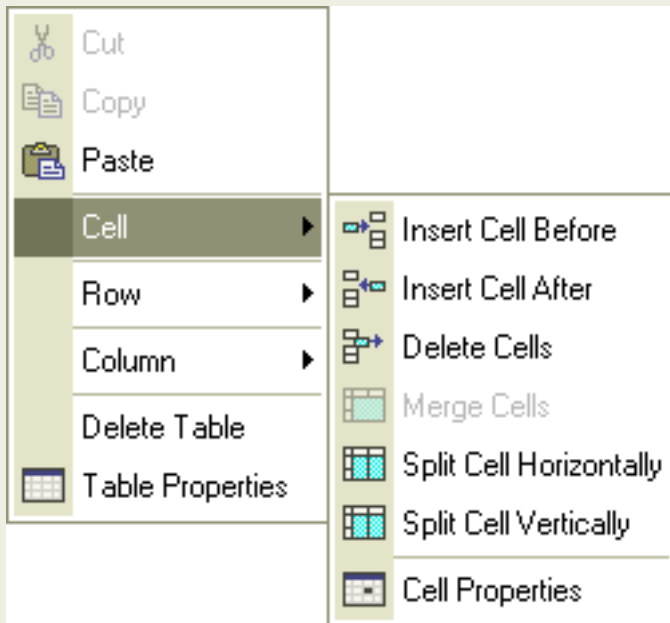 Cut
Copy
Paste
Cell
Row
Column
Delete Table
Table Properties
Insert Cell Before
Insert Cell After
Delete Cells
Merge Cells
Split Cell Horizontally
Split Cell Vertically
Cell Properties